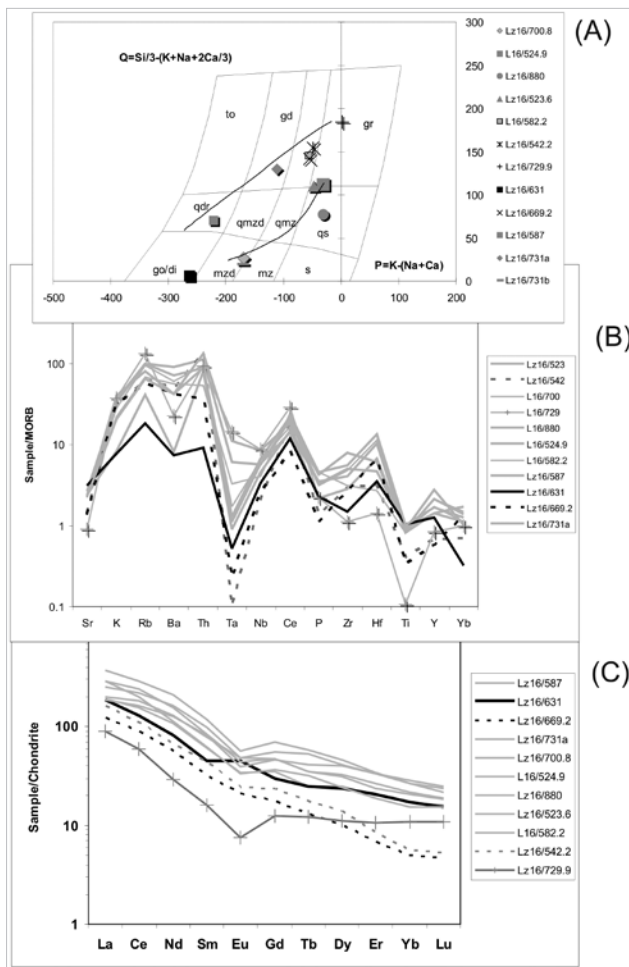 (A)
Q=Si/3-(K+Na+2Ca/3)
300
250
200
150
100
50
0
to
gd
gr
qdr
qmzd
qmz
qs
go/di
mzd
mz
s
P=K-(Na+Ca)
-500 -400 -300 -200 -100 0 100 200
Lz16/700.8
L16/524.9
Lz16/880
Lz16/523.6
L16/582.2
Lz16/542.2
Lz16/729.9
Lz16/631
Lz16/669.2
Lz16/587
Lz16/731a
Lz16/731b
(B)
Sample/MORB
100
10
1
0.1
Sr K Rb Ba Th Ta Nb Ce P Zr Hf Ti Y Yb
Lz16/523
Lz16/542
L16/700
L16/729
L16/880
L16/524.9
L16/582.2
Lz16/587
Lz16/631
Lz16/669.2
Lz16/731a
(C)
Sample/Chondrite
100
10
1
La Ce Nd Sm Eu Gd Tb Dy Er Yb Lu
Lz16/587
Lz16/631
Lz16/669.2
Lz16/731a
Lz16/700.8
L16/524.9
Lz16/880
Lz16/523.6
L16/582.2
Lz16/542.2
Lz16/729.9